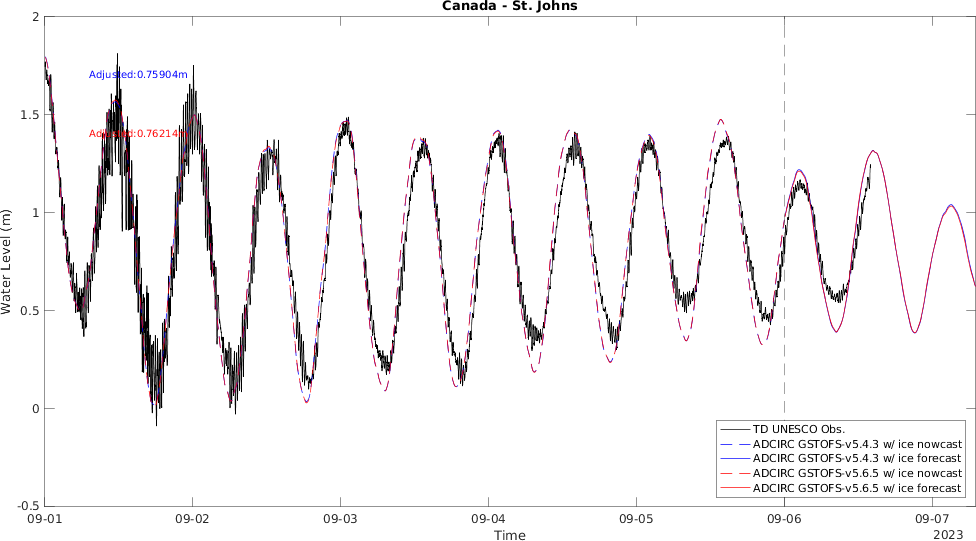 Canada - St. Johns
2
1.5
1
0.5
0
-0.5
Water Level (m)
Adjusted:0.75904m
Adjusted:0.76214m
TD UNESCO Obs.
ADCIRC GSTOFS-v5.4.3 w/ ice nowcast
ADCIRC GSTOFS-v5.4.3 w/ ice forecast
ADCIRC GSTOFS-v5.6.5 w/ ice nowcast
ADCIRC GSTOFS-v5.6.5 w/ ice forecast
09-01 09-02 09-03 09-04 09-05 09-06 09-07
Time
2023